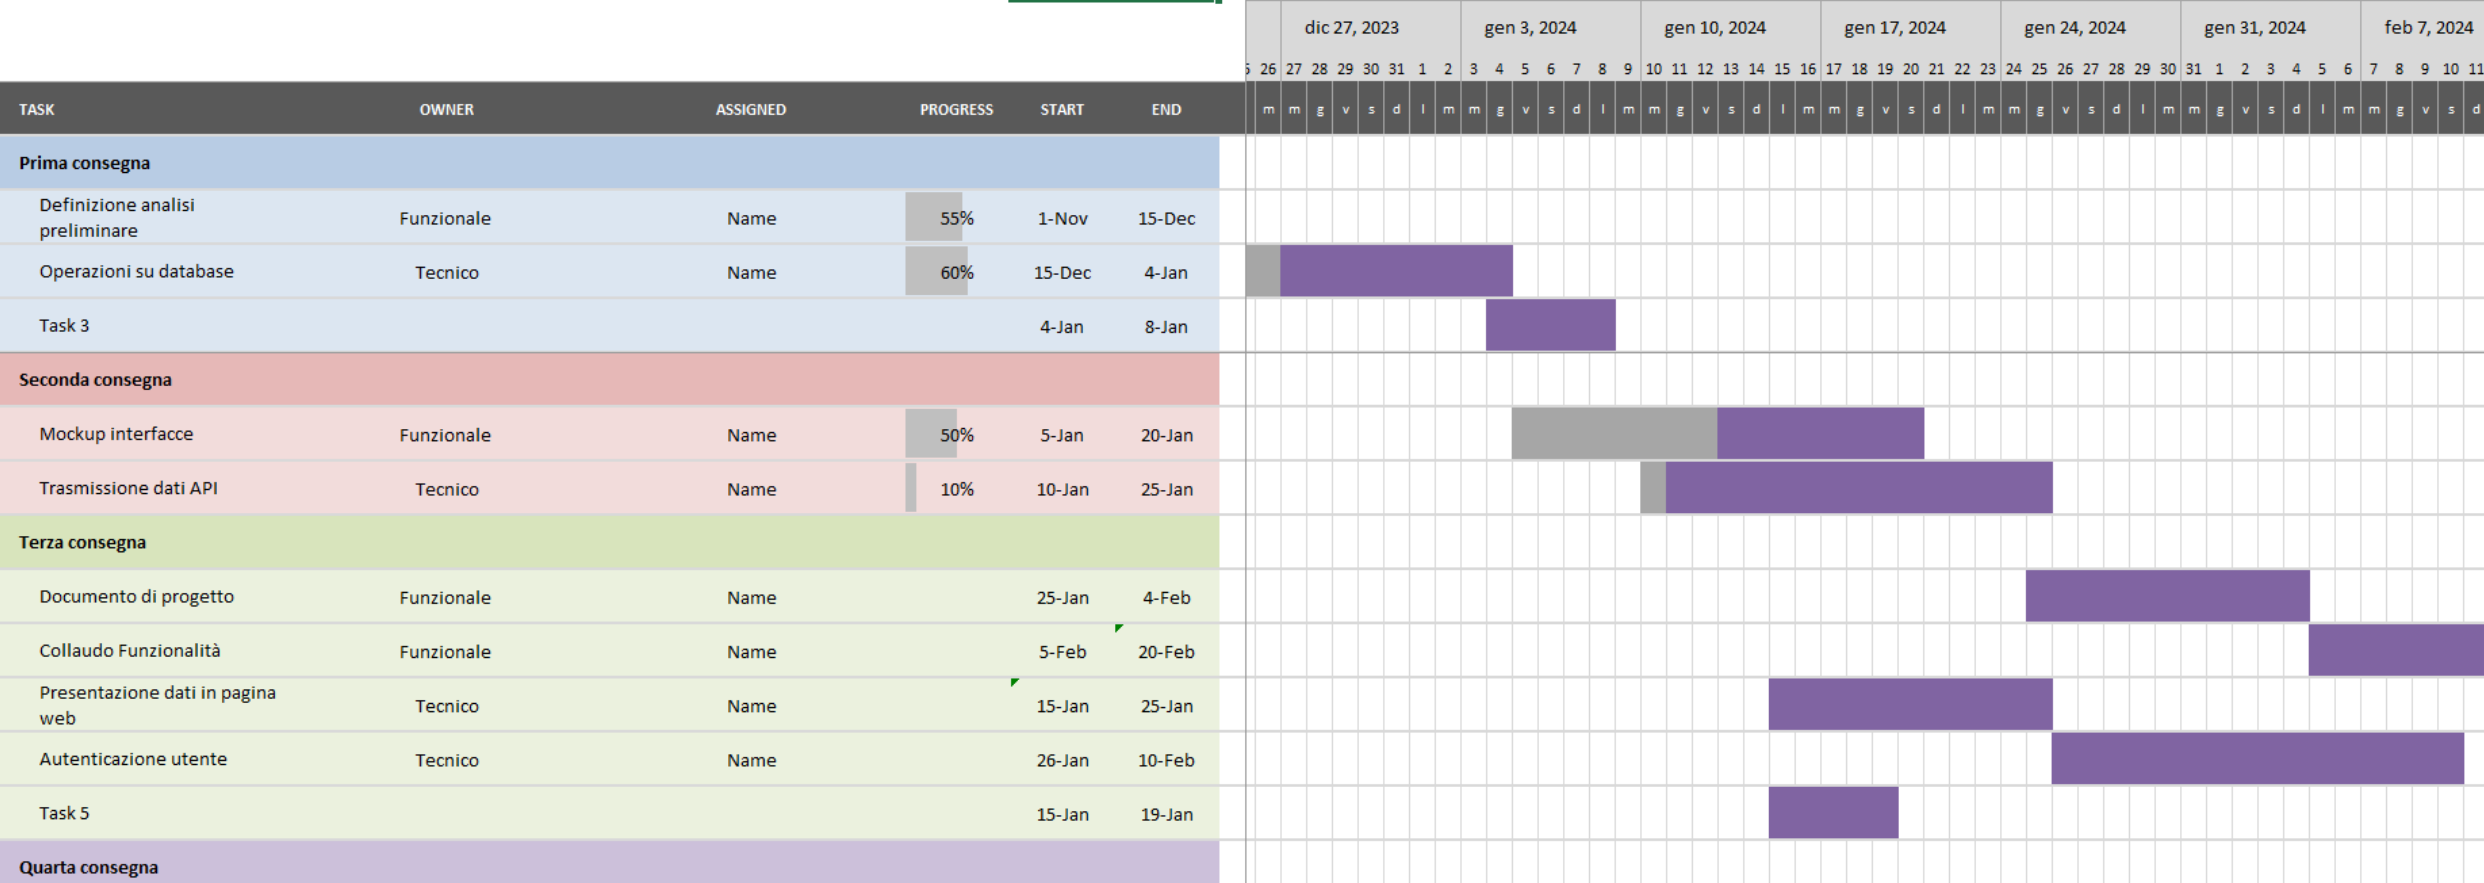 dic 27, 2023 gen 3, 2024 gen 10, 2024 gen 17, 2024 gen 24, 2024 gen 31, 2024 feb 7, 2024
26 27 28 29 30 31 1 2 3 4 5 6 7 8 9 10 11 12 13 14 15 16 17 18 19 20 21 22 23 24 25 26 27 28 29 30 31 1 2 3 4 5 6 7 8 9 10 11
TASK OWNER ASSIGNED PROGRESS START END m m g v s d l m m g v s d l m m g v s d l m m g v s d l m m g v s d l m m g v s d l m m g v s d
Prima consegna
Definizione analisi
preliminare Funzionale Name 55% 1-Nov 15-Dec
Operazioni su database Tecnico Name 60% 15-Dec 4-Jan
Task 3 4-Jan 8-Jan
Seconda consegna
Mockup interfacce Funzionale Name 50% 5-Jan 20-Jan
Trasmissione dati API Tecnico Name 10% 10-Jan 25-Jan
Terza consegna
Documento di progetto Funzionale Name 25-Jan 4-Feb
Collaudo Funzionalità Funzionale Name 5-Feb 20-Feb
Presentazione dati in pagina
web Tecnico Name 15-Jan 25-Jan
Autenticazione utente Tecnico Name 26-Jan 10-Feb
Task 5 15-Jan 19-Jan
Quarta consegna